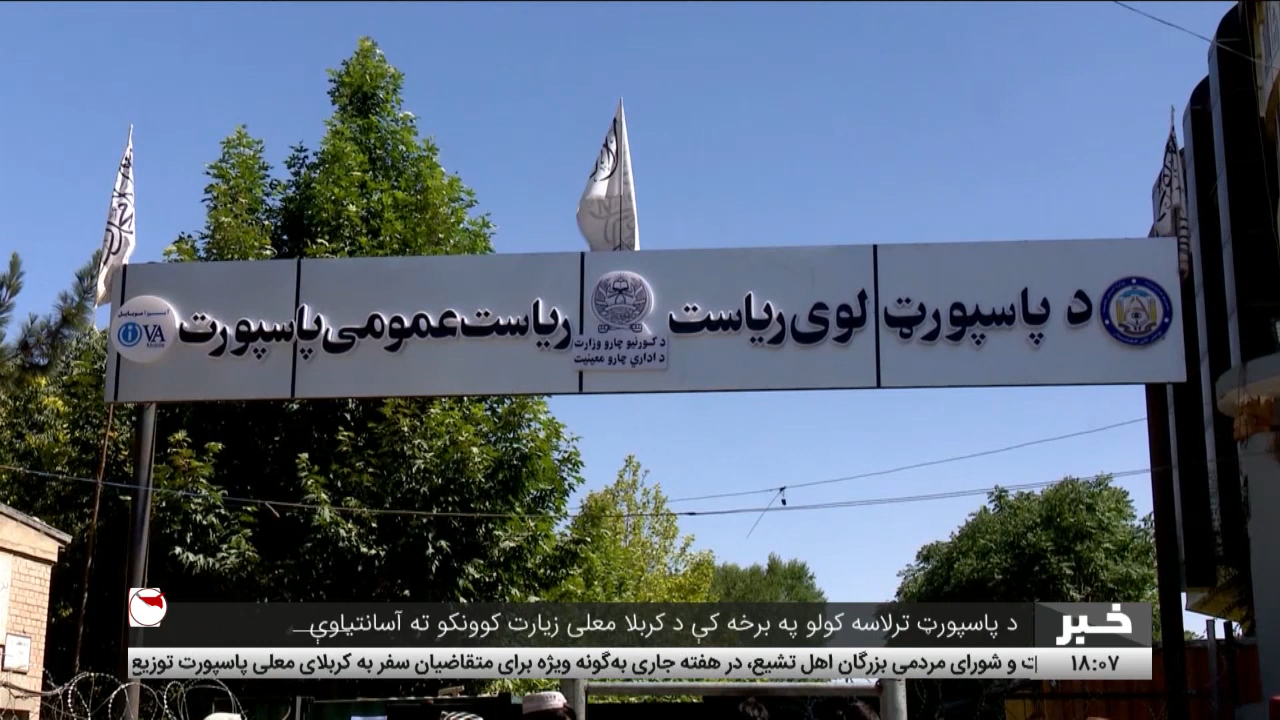 د پاسپورټ لوی ریاست
ریاست عمومی پاسپورت
د کورنیو چارو وزارت
د اداري چارو معینیت
OVA
Mobile
خبر
د پاسپورټ ترلاسه کولو په برخه کې د کربلا معلی زیارت کوونکو ته آسانتیاوې
۱۸:۰۷
و شورای مردمی بزرگان اهل تشیع، در هفته جاری به‌گونه ویژه برای متقاضیان سفر به کربلای معلی پاسپورت توزیع